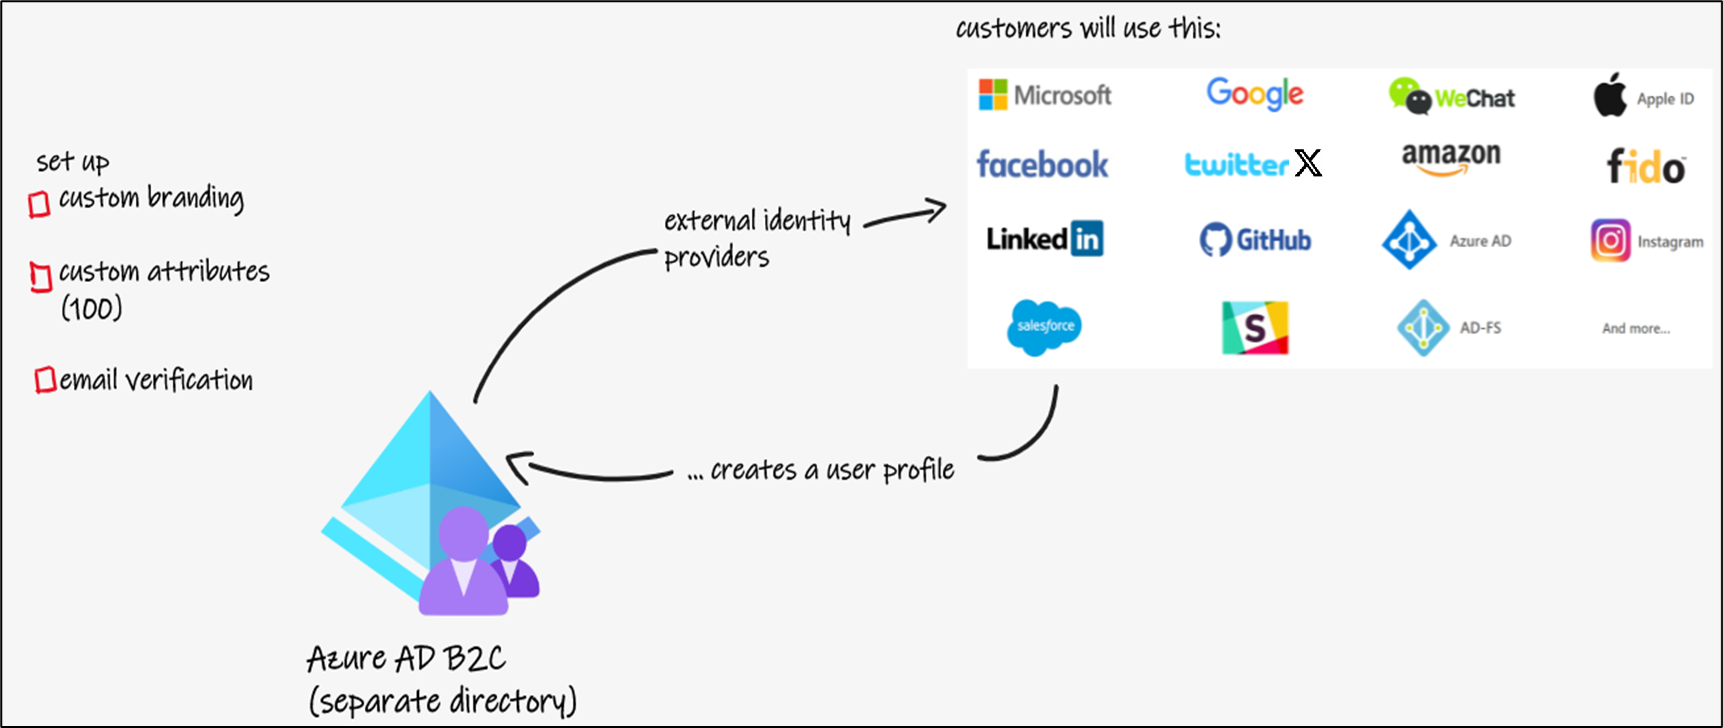 customers will use this:
Microsoft
Google
WeChat
Apple ID
facebook
twitter X
amazon
fido
Linked in
GitHub
Azure AD
Instagram
salesforce
S
AD-FS
And more...
set up
custom branding
custom attributes
(100)
email verification
external identity
providers
... creates a user profile
Azure AD B2C
(separate directory)